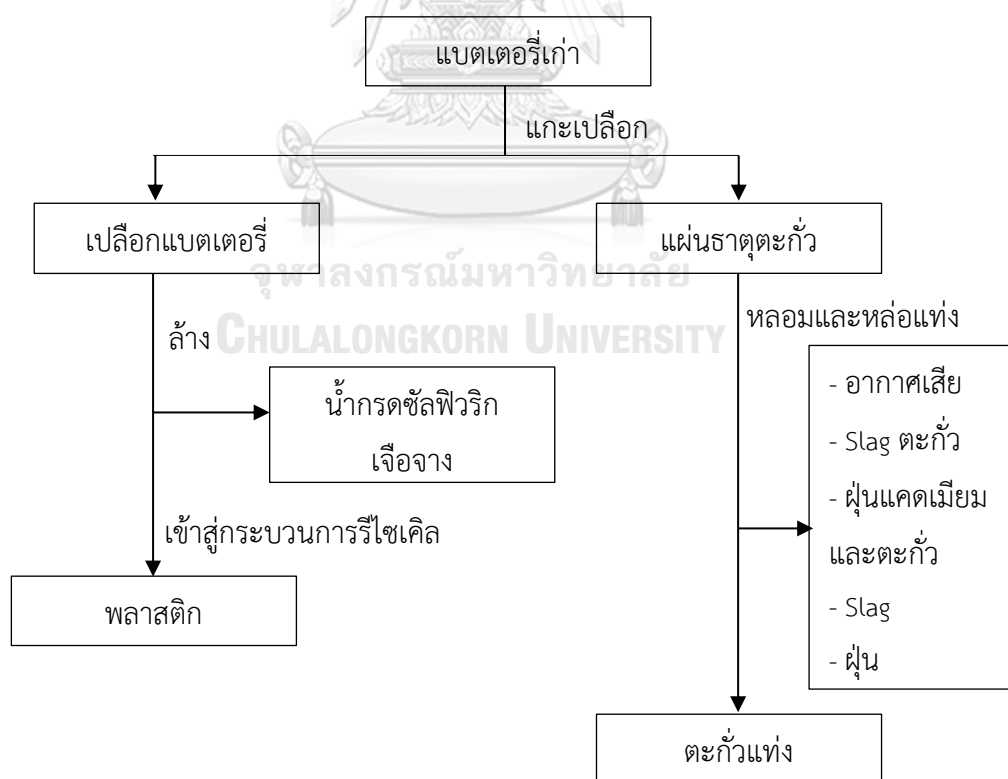 แบตเตอรี่เก่า
แกะเปลือก
เปลือกแบตเตอรี่
แผ่นธาตุตะกั่ว
จุฬาลงกรณ์มหาวิทยาลัย
CHULALONGKORN UNIVERSITY
ล้าง
หลอมและหล่อแท่ง
น้ำกรดซัลฟิวริก
เจือจาง
- อากาศเสีย
- Slag ตะกั่ว
- ฝุ่นแคดเมียม
และตะกั่ว
- Slag
- ฝุ่น
เข้าสู่กระบวนการรีไซเคิล
พลาสติก
ตะกั่วแท่ง